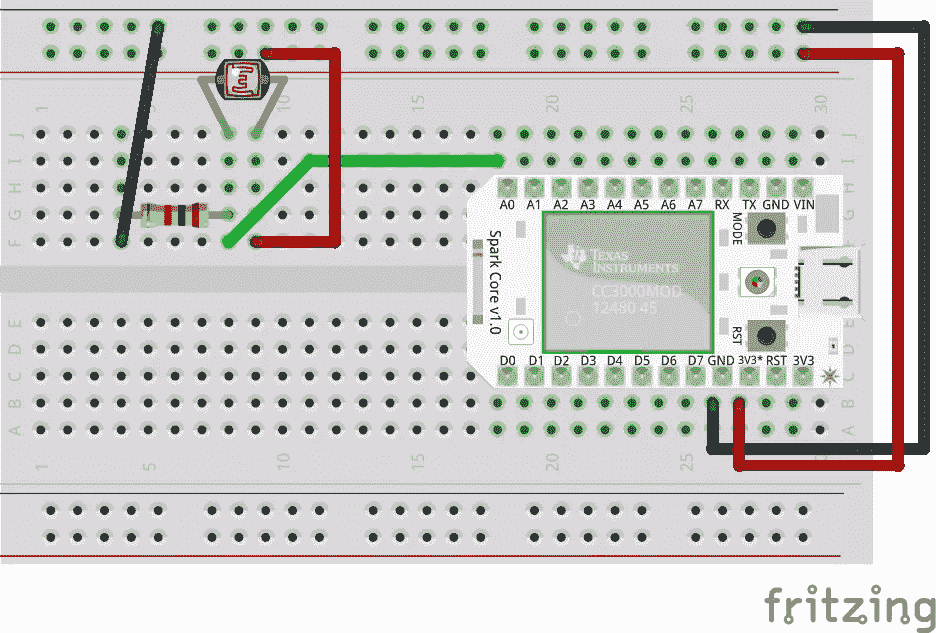 1 5 10 15 20 25 30
J J
I I
H H
G G
F F
A0 A1 A2 A3 A4 A5 A6 A7 RX TX GND VIN
MODE
Spark Core v1.0
TEXAS
INSTRUMENTS
CC3000MOD
12480 45
RST
D0 D1 D2 D3 D4 D5 D6 D7 GND 3V3* RST 3V3
E E
D
C C
B B
A A
1 5 10 15 20 25
fritzing